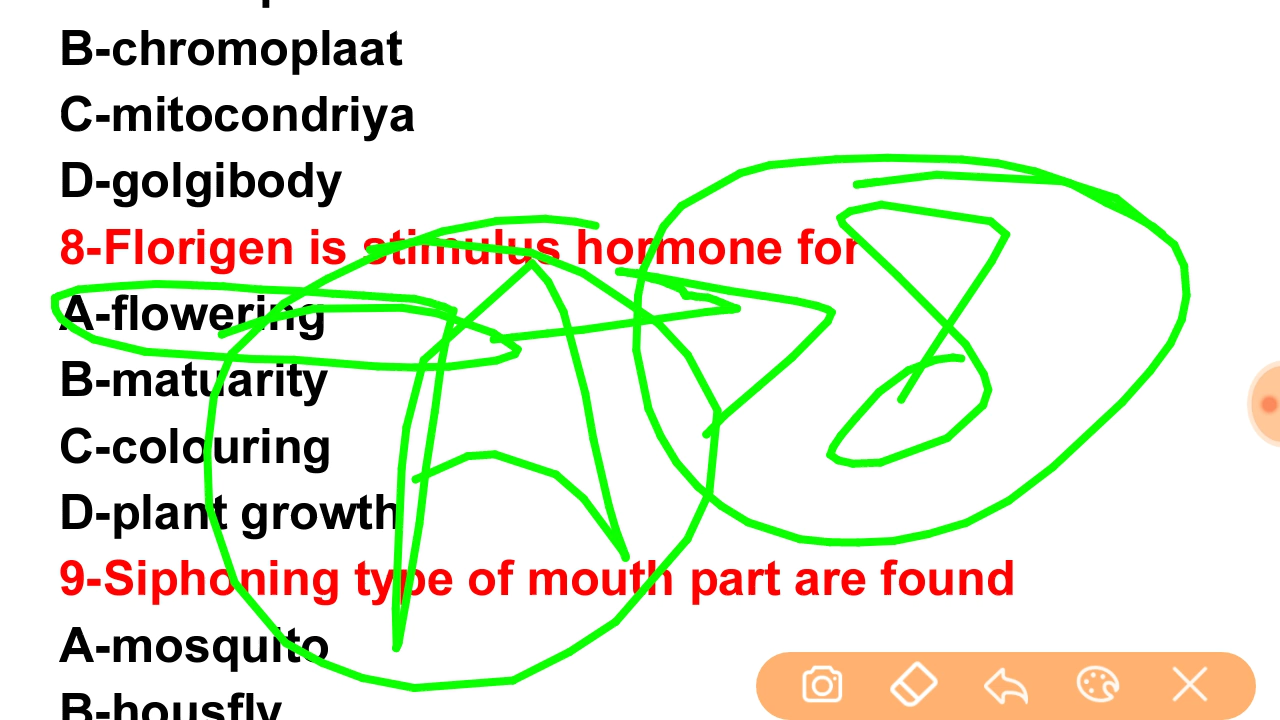 B-chromoplaat
C-mitocondriya
D-golgibody
8-Florigen is stimulus hormone for
A-flowering
B-matuarity
C-colouring
D-plant growth
9-Siphoning type of mouth part are found
A-mosquito
B-housfly
A
8